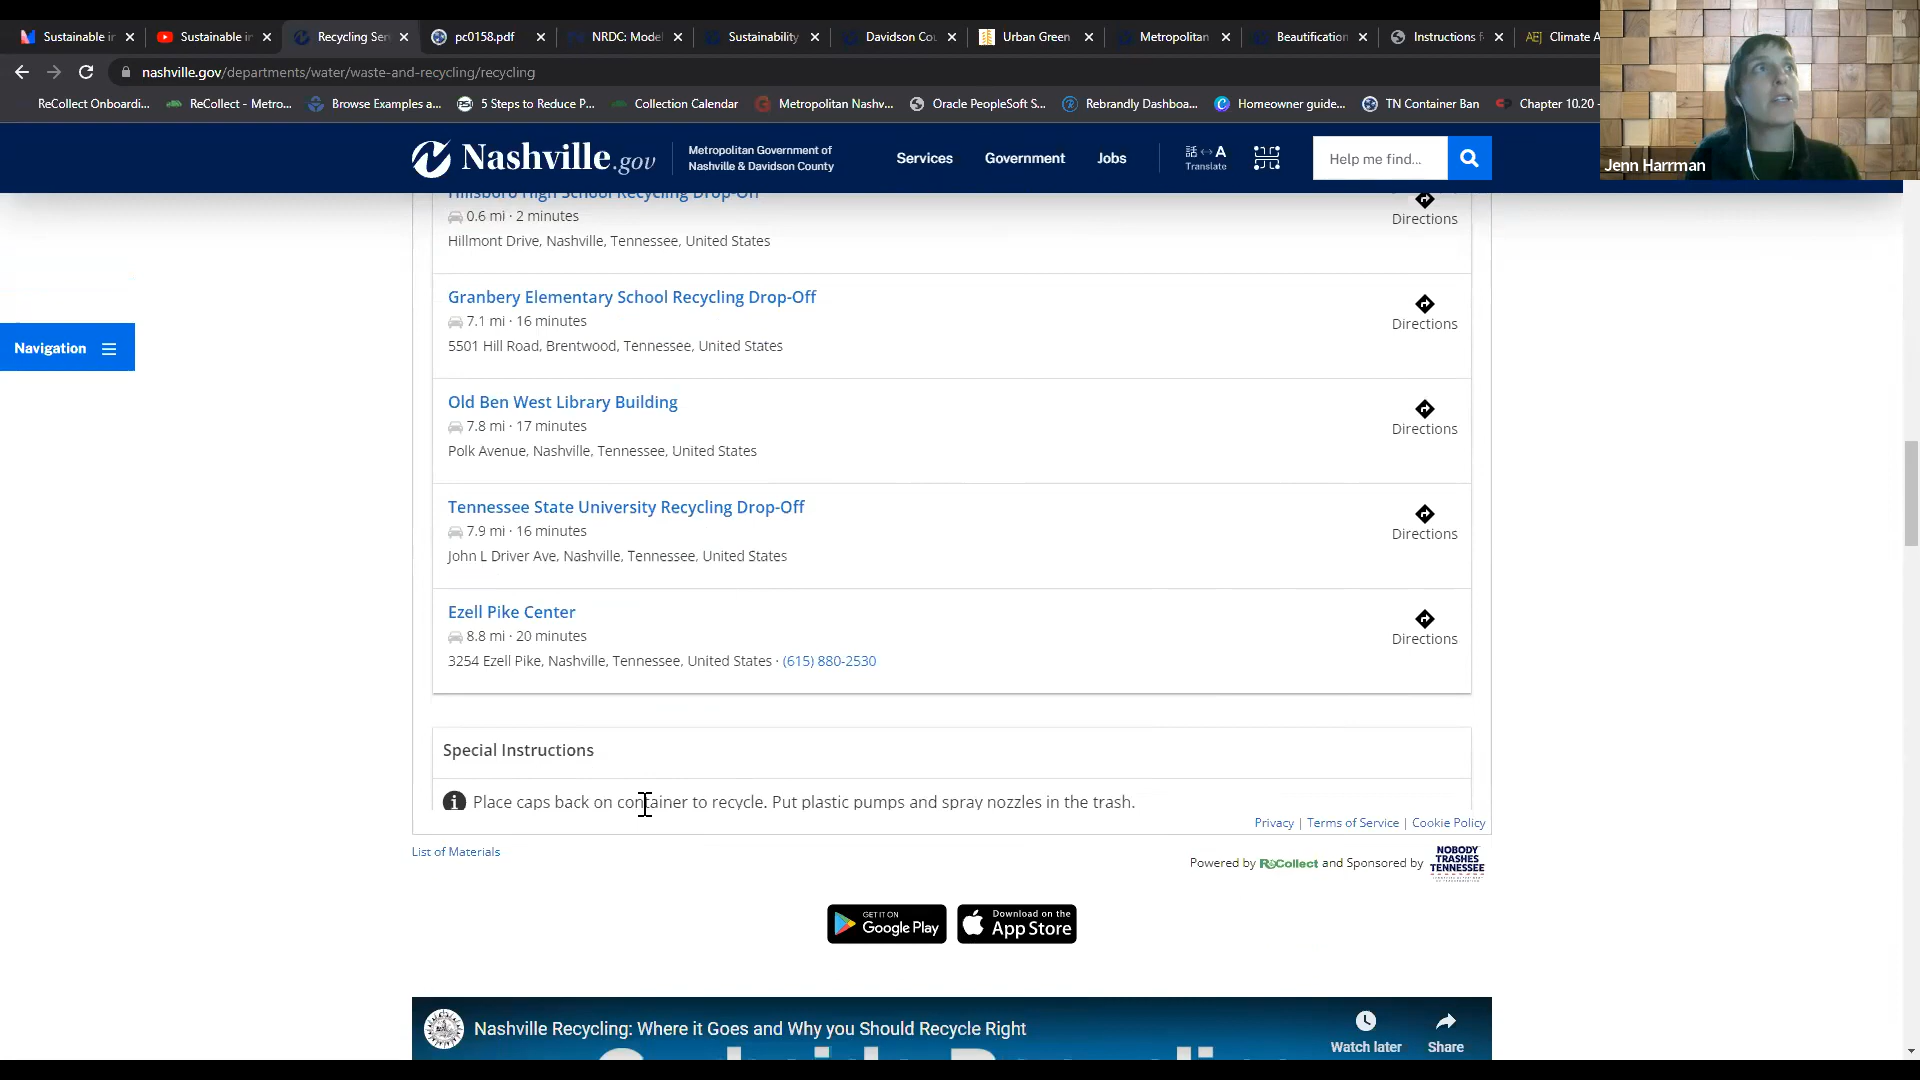 Sustainable in
Sustainable in
Recycling Ser
pc0158.pdf
NRDC: Model
Sustainability
Davidson Cou
Urban Green
Metropolitan
Beautification
Instructions f
Climate A
nashville.gov/departments/water/waste-and-recycling/recycling
ReCollect Onboardi...
ReCollect - Metro...
Browse Examples a...
5 Steps to Reduce P...
Collection Calendar
Metropolitan Nashv...
Oracle PeopleSoft S...
Rebrandly Dashboa...
Homeowner guide...
TN Container Ban
Chapter 10.20 -
Jenn Harrman
Nashville.gov
Metropolitan Government of
Nashville & Davidson County
Services
Government
Jobs
Translate
Help me find...
Navigation
Hillsboro High School Recycling Drop-Off
0.6 mi · 2 minutes
Hillmont Drive, Nashville, Tennessee, United States
Directions
Granbery Elementary School Recycling Drop-Off
7.1 mi · 16 minutes
5501 Hill Road, Brentwood, Tennessee, United States
Directions
Old Ben West Library Building
7.8 mi · 17 minutes
Polk Avenue, Nashville, Tennessee, United States
Directions
Tennessee State University Recycling Drop-Off
7.9 mi · 16 minutes
John L Driver Ave, Nashville, Tennessee, United States
Directions
Ezell Pike Center
8.8 mi · 20 minutes
3254 Ezell Pike, Nashville, Tennessee, United States · (615) 880-2530
Directions
Special Instructions
Place caps back on container to recycle. Put plastic pumps and spray nozzles in the trash.
Privacy | Terms of Service | Cookie Policy
List of Materials
Powered by ReCollect and Sponsored by
NOBODY
TRASHES
TENNESSEE
GET IT ON
Google Play
Download on the
App Store
Nashville Recycling: Where it Goes and Why you Should Recycle Right
Watch later
Share